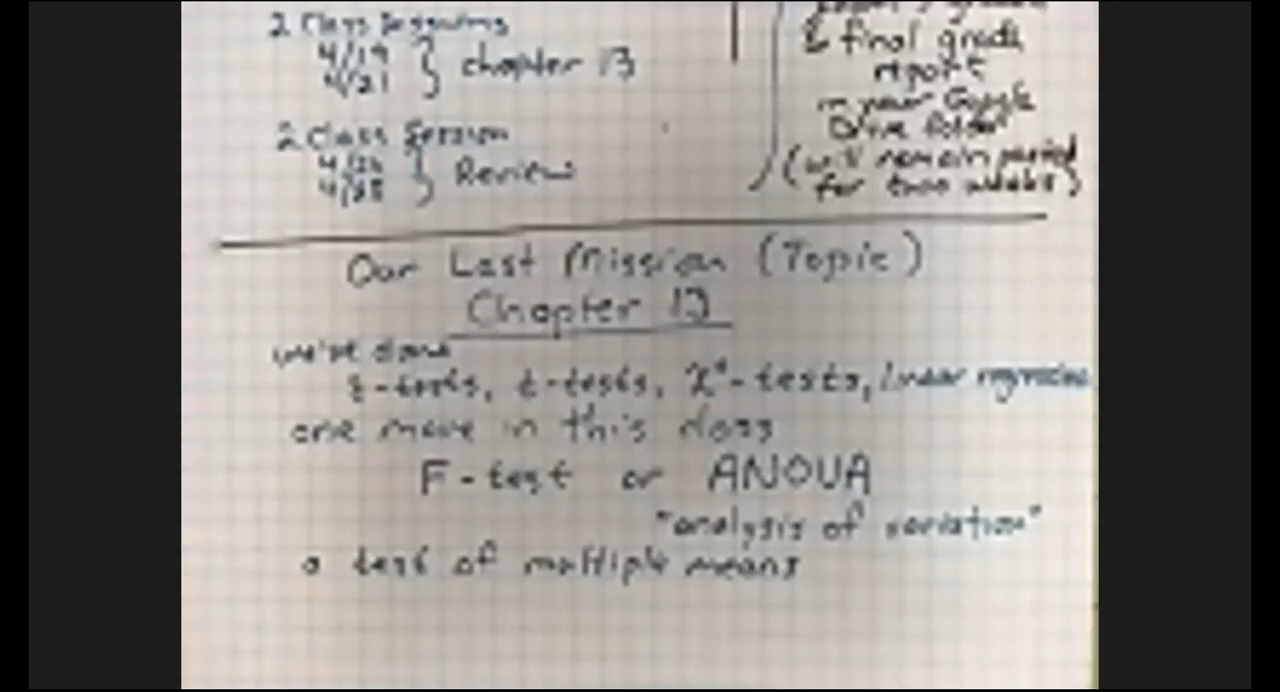 2 Class Sessions
4/19
4/21 } chapter 13
2 Class Session
4/28 } Review
& final grade
report
in your Google
Drive folder
(will remain posted
for two weeks)
Our Last Mission (Topic)
Chapter 13
we've done
z-tests, t-tests, χ²-tests, linear regression
one more in this class
F-test or ANOVA
"analysis of variation"
a test of multiple means